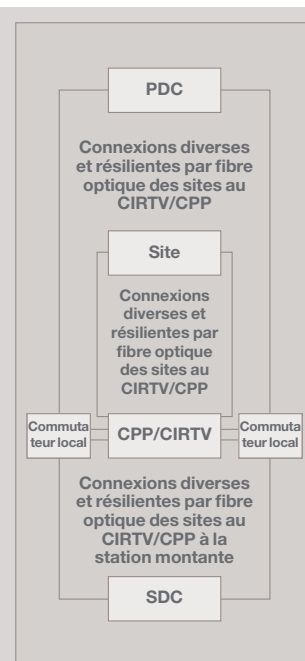 PDC
Connexions diverses
et résilientes par fibre
optique des sites au
CIRTV/CPP
Site
Connexions
diverses et
résilientes par
fibre optique
des sites au
CIRTV/CPP
Commuta
teur local
CPP/CIRTV
Commuta
teur local
Connexions diverses
et résilientes par fibre
optique des sites au
CIRTV/CPP à la
station montante
SDC